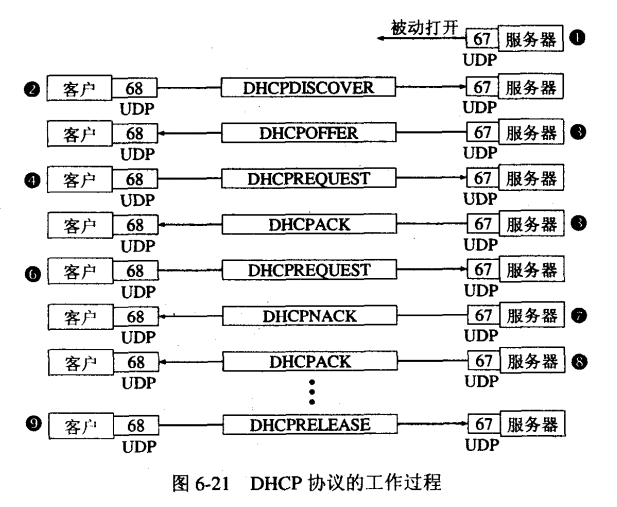 被动打开 67 服务器 ❶
UDP
❷ 客户 68 DHCPDISCOVER 67 服务器
UDP UDP
客户 68 DHCPOFFER 67 服务器 ❸
UDP UDP
❹ 客户 68 DHCPREQUEST 67 服务器
UDP UDP
客户 68 DHCPACK 67 服务器 ❸
UDP UDP
❻ 客户 68 DHCPREQUEST 67 服务器
UDP UDP
客户 68 DHCPNACK 67 服务器 ❼
UDP UDP
客户 68 DHCPACK 67 服务器 ❽
UDP UDP
❾ 客户 68 DHCPRELEASE 67 服务器
UDP UDP
图 6-21 DHCP 协议的工作过程